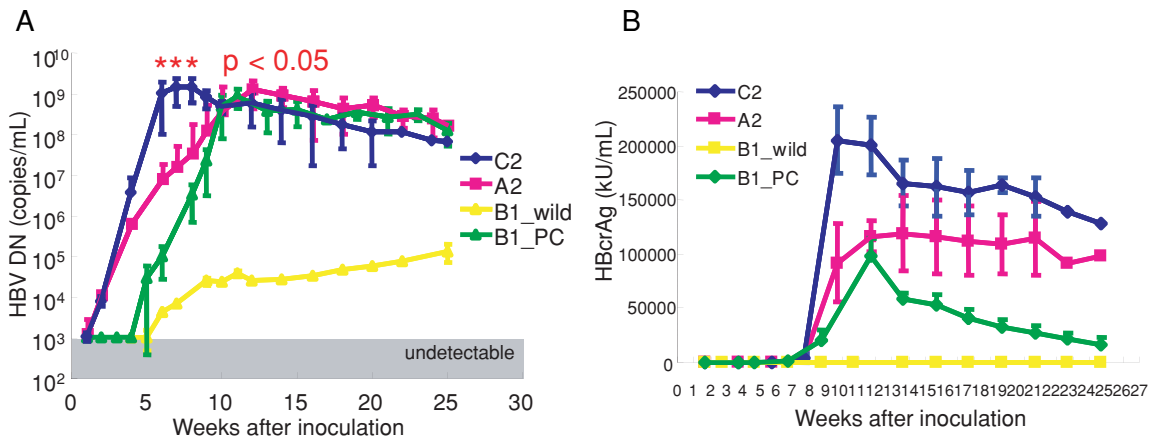 A
HBV DN (copies/mL)
10^10
10^9
10^8
10^7
10^6
10^5
10^4
10^3
10^2
*** p < 0.05
C2
A2
B1_wild
B1_PC
undetectable
0 5 10 15 20 25 30
Weeks after inoculation
B
HBcrAg (kU/mL)
250000
200000
150000
100000
50000
0
C2
A2
B1_wild
B1_PC
0 1 2 3 4 5 6 7 8 9 10 11 12 13 14 15 16 17 18 19 20 21 22 23 24 25 26 27
Weeks after inoculation